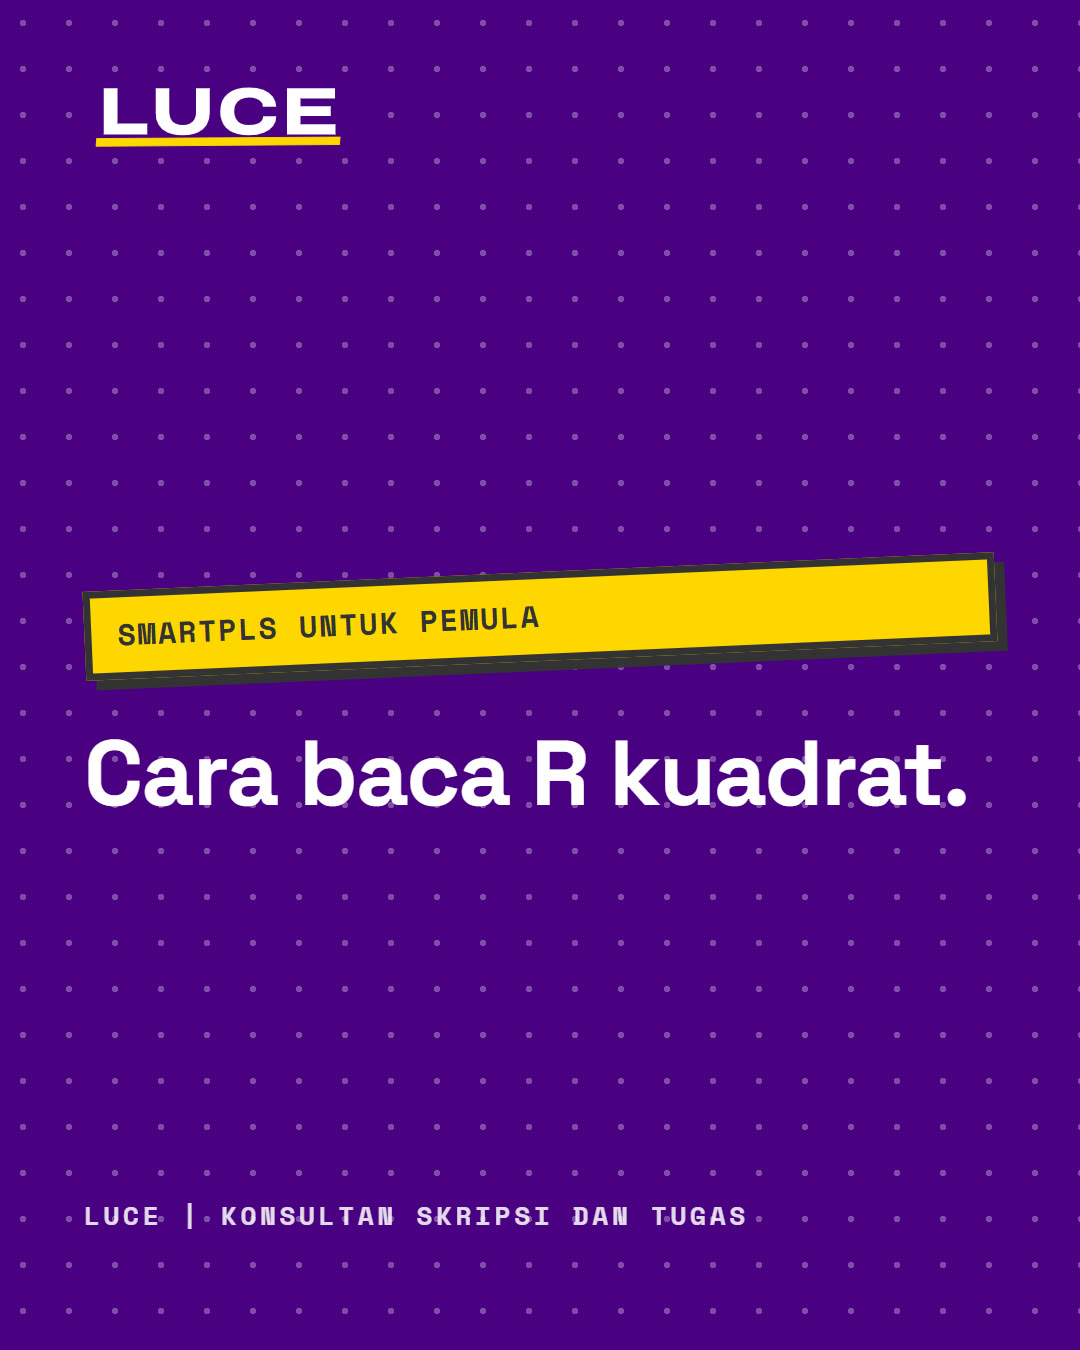 LUCE
SMARTPLS UNTUK PEMULA
Cara baca R kuadrat.
LUCE | KONSULTAN SKRIPSI DAN TUGAS